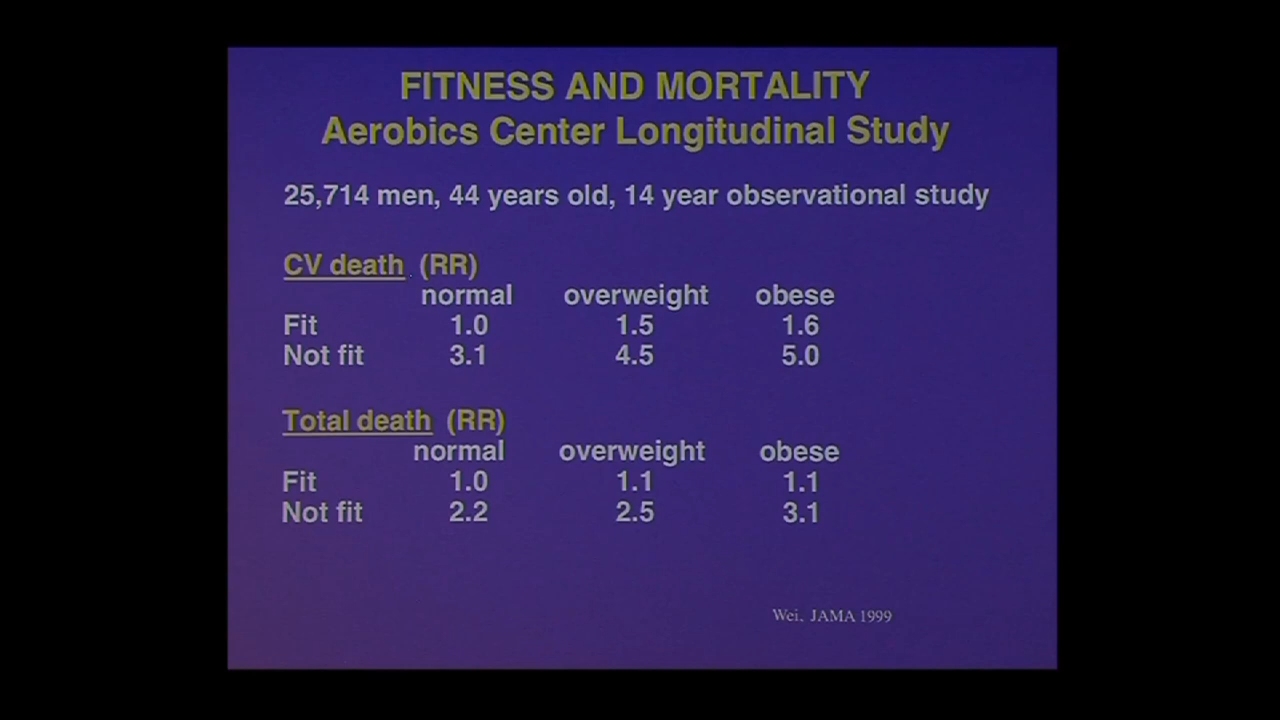 FITNESS AND MORTALITY
Aerobics Center Longitudinal Study
25,714 men, 44 years old, 14 year observational study
CV death (RR)
normal overweight obese
Fit 1.0 1.5 1.6
Not fit 3.1 4.5 5.0
Total death (RR)
normal overweight obese
Fit 1.0 1.1 1.1
Not fit 2.2 2.5 3.1
Wei, JAMA 1999